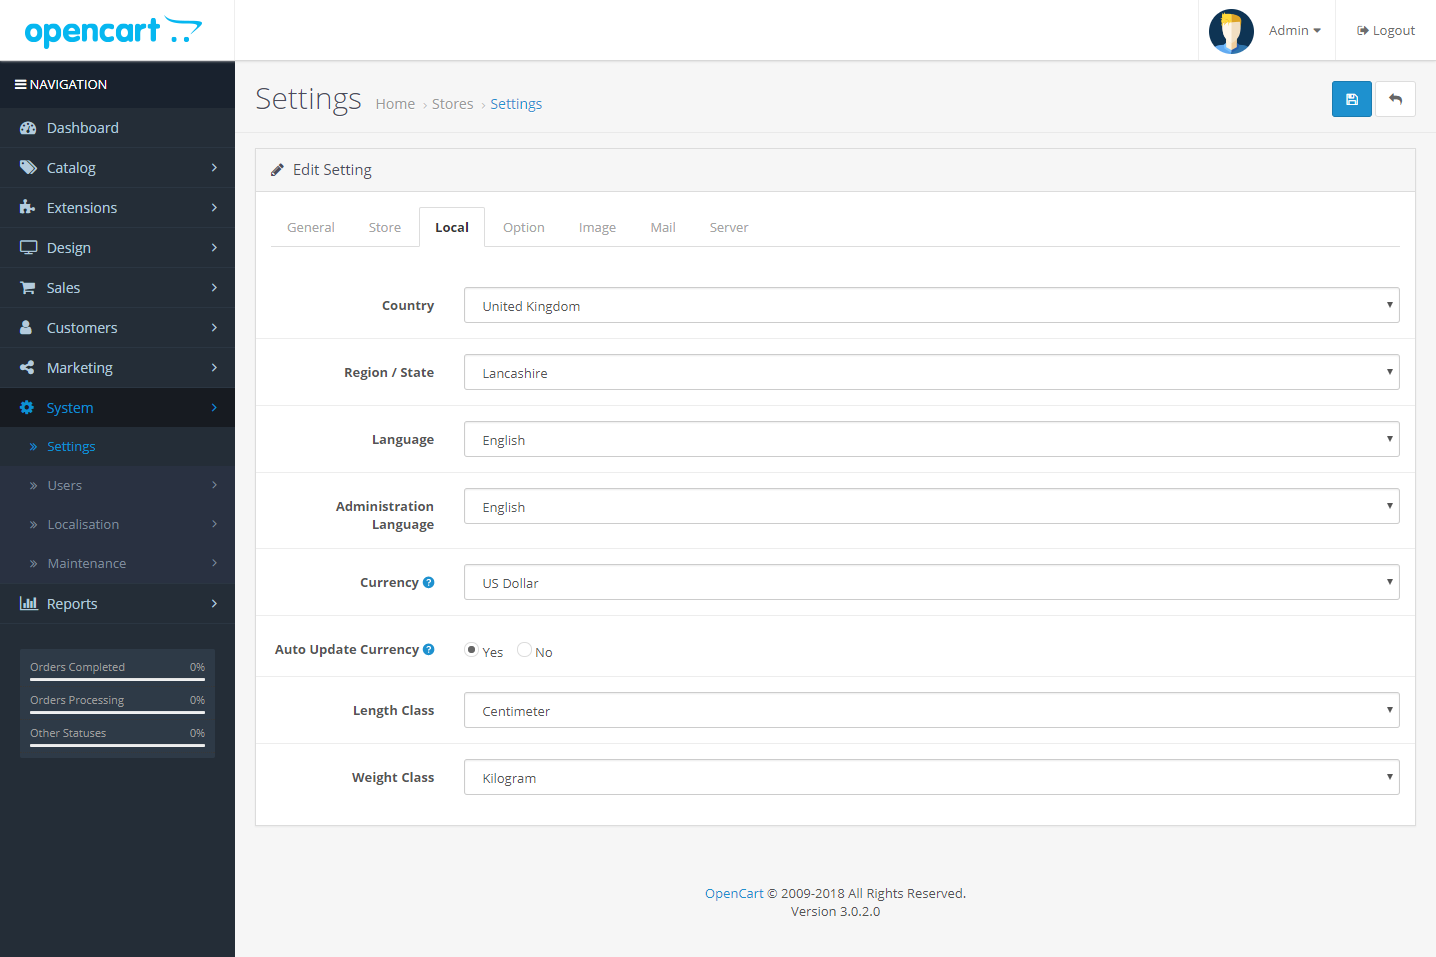 opencart
Admin
Logout
NAVIGATION
Dashboard
Catalog
Extensions
Design
Sales
Customers
Marketing
System
Settings
Users
Localisation
Maintenance
Reports
Orders Completed 0%
Orders Processing 0%
Other Statuses 0%
Settings Home › Stores › Settings
Edit Setting
General Store Local Option Image Mail Server
Country United Kingdom
Region / State Lancashire
Language English
Administration Language English
Currency ? US Dollar
Auto Update Currency ? Yes No
Length Class Centimeter
Weight Class Kilogram
OpenCart © 2009-2018 All Rights Reserved.
Version 3.0.2.0